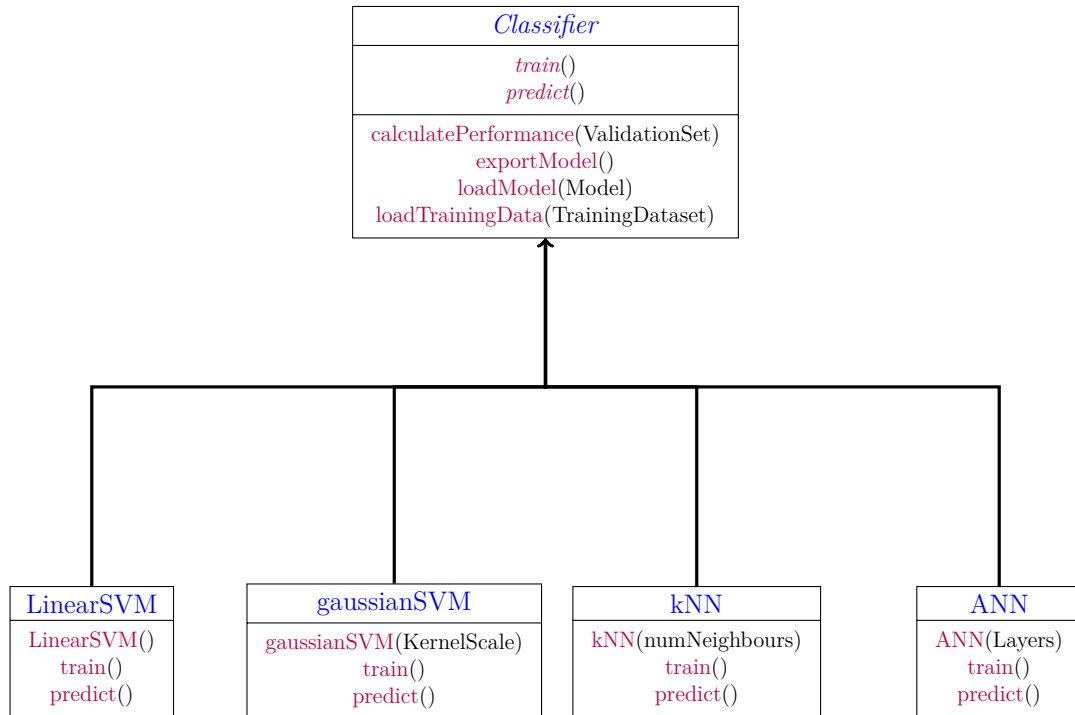 Classifier
train()
predict()
calculatePerformance(ValidationSet)
exportModel()
loadModel(Model)
loadTrainingData(TrainingDataset)
LinearSVM
LinearSVM()
train()
predict()
gaussianSVM
gaussianSVM(KernelScale)
train()
predict()
kNN
kNN(numNeighbours)
train()
predict()
ANN
ANN(Layers)
train()
predict()